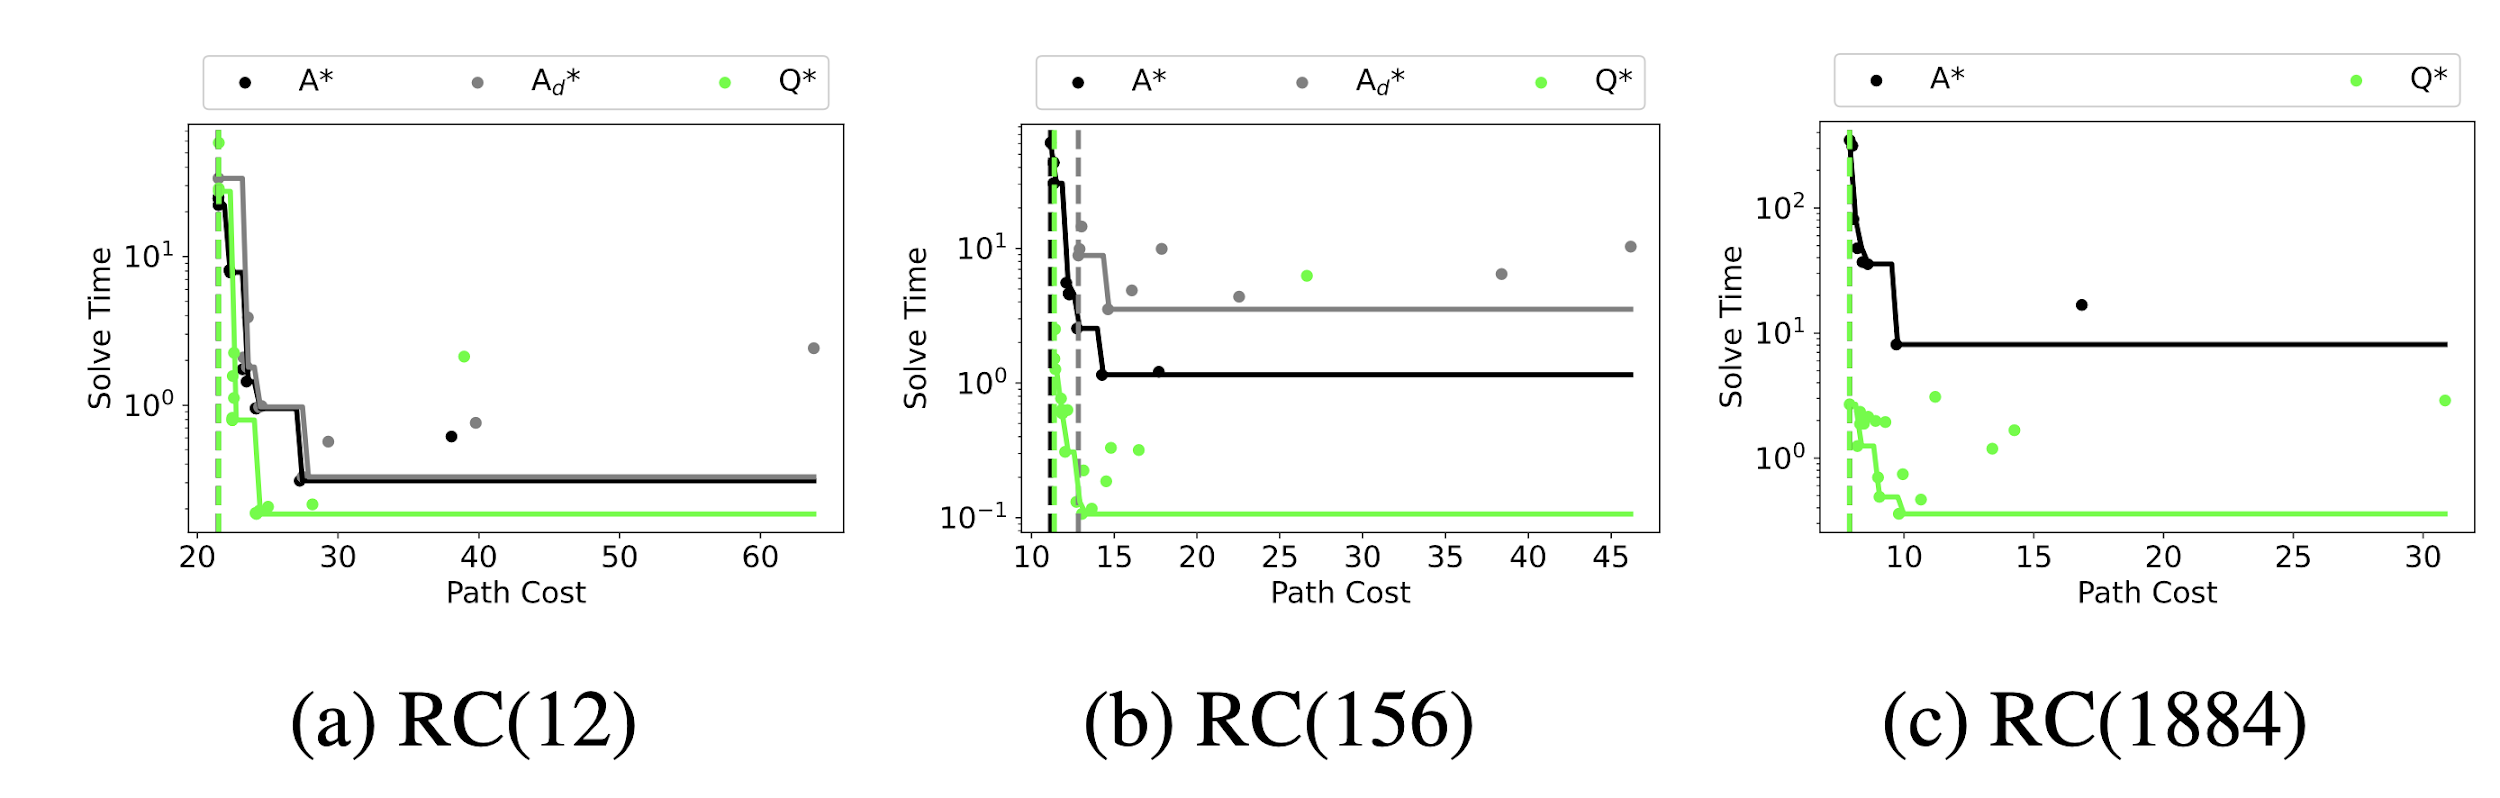 A* A_d* Q*
Solve Time
10^1
10^0
20 30 40 50 60
Path Cost
(a) RC(12)
A* A_d* Q*
Solve Time
10^1
10^0
10^−1
10 15 20 25 30 35 40 45
Path Cost
(b) RC(156)
A* Q*
Solve Time
10^2
10^1
10^0
10 15 20 25 30
Path Cost
(c) RC(1884)